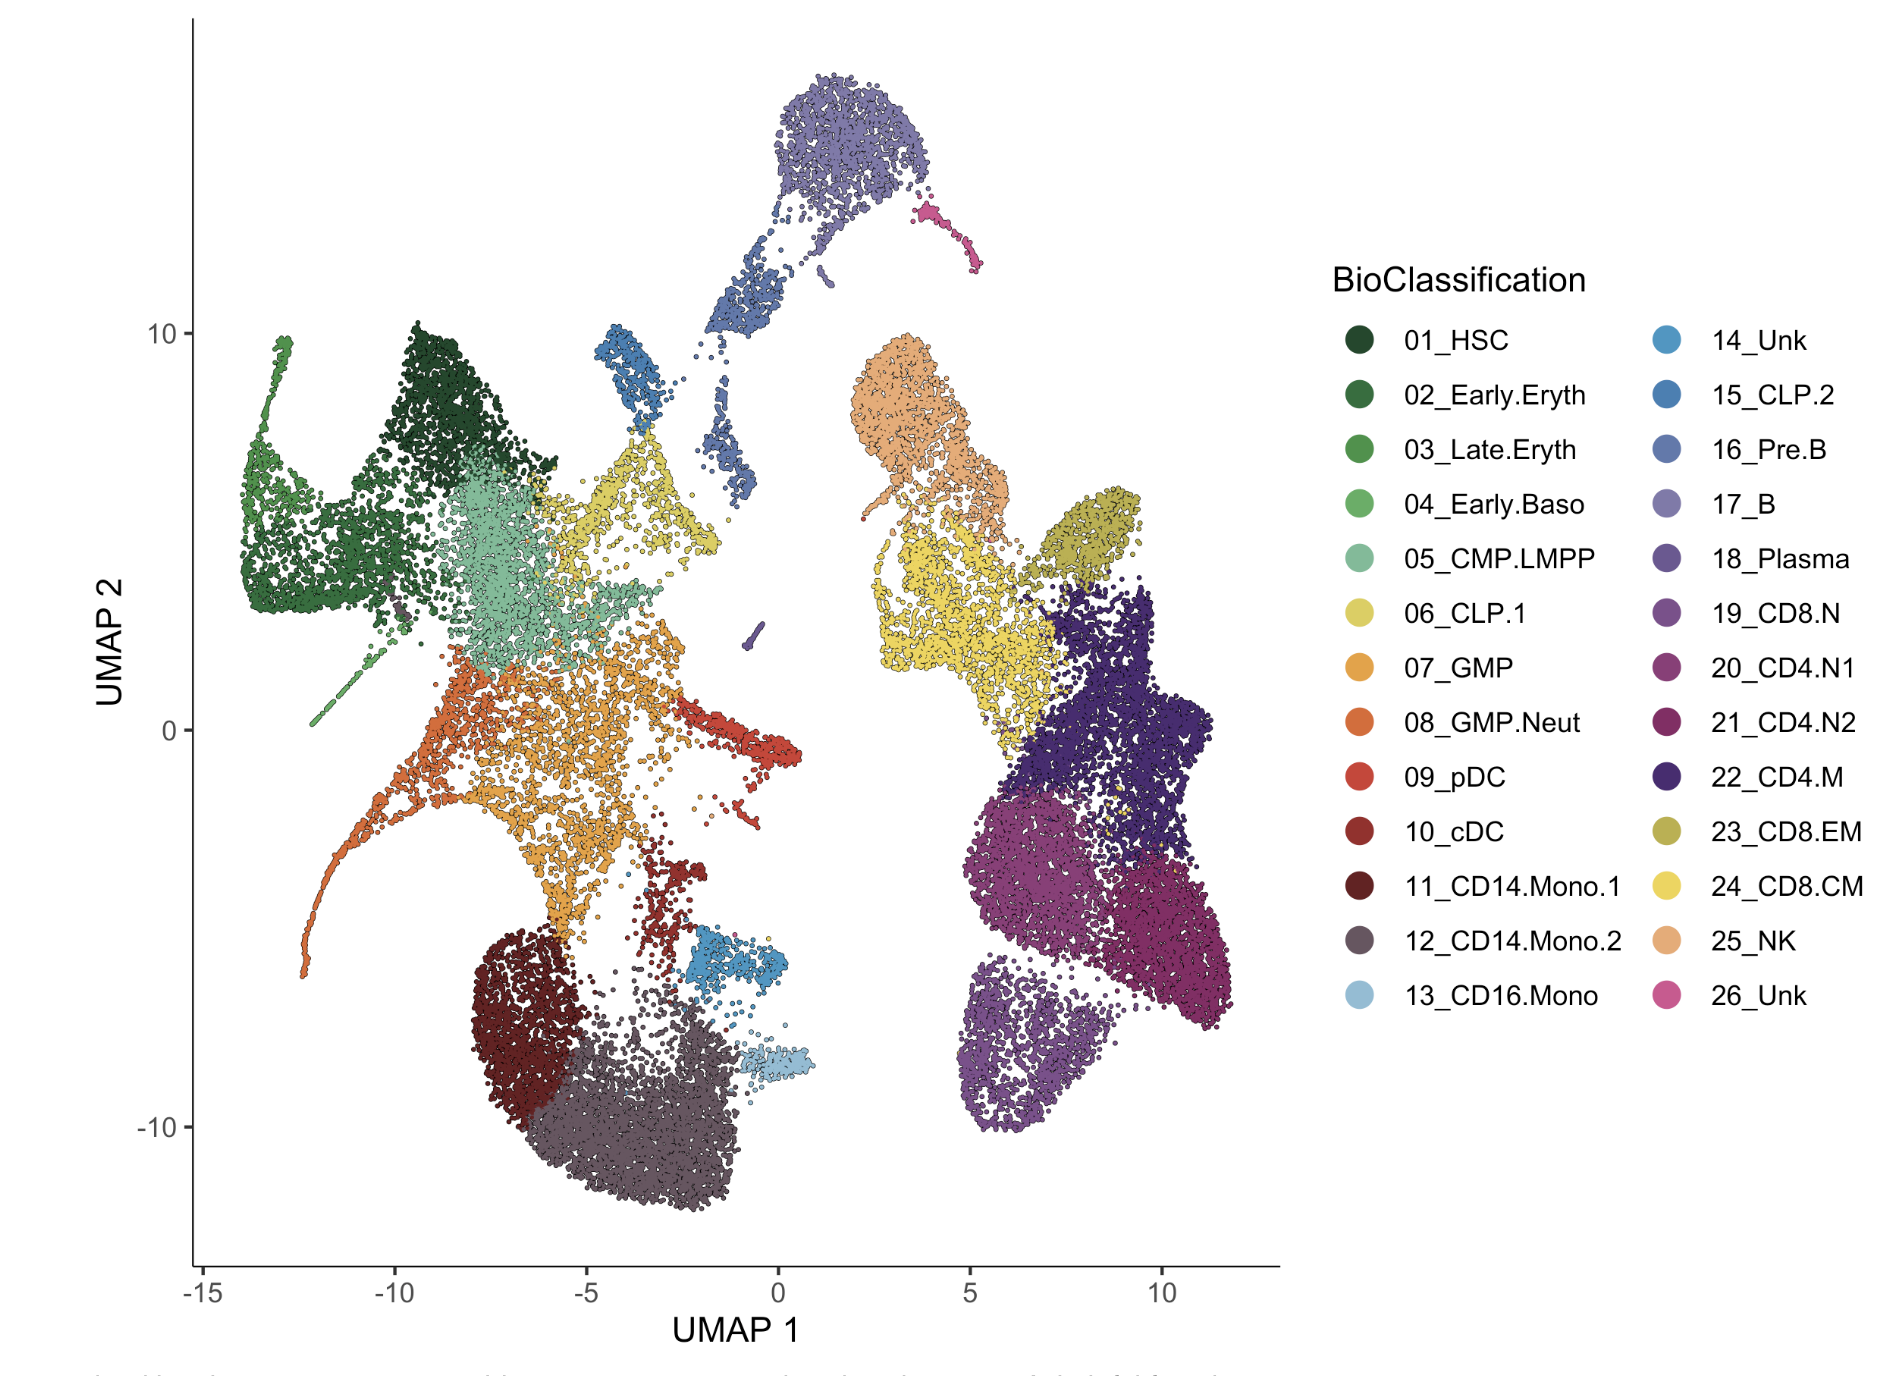 BioClassification
01_HSC
02_Early.Eryth
03_Late.Eryth
04_Early.Baso
05_CMP.LMPP
06_CLP.1
07_GMP
08_GMP.Neut
09_pDC
10_cDC
11_CD14.Mono.1
12_CD14.Mono.2
13_CD16.Mono
14_Unk
15_CLP.2
16_Pre.B
17_B
18_Plasma
19_CD8.N
20_CD4.N1
21_CD4.N2
22_CD4.M
23_CD8.EM
24_CD8.CM
25_NK
26_Unk
UMAP 2
10
0
-10
-15 -10 -5 0 5 10
UMAP 1